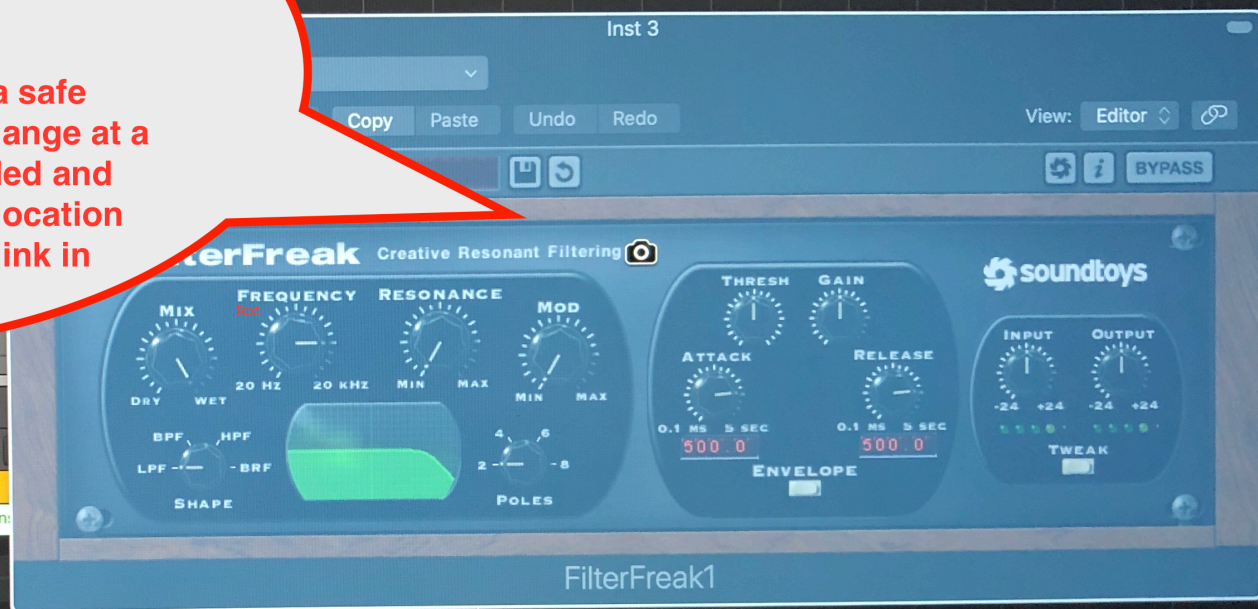 Inst 3
a safe
ange at a
led and
ocation
ink in
Copy Paste Undo Redo
View: Editor
i BYPASS
terFreak Creative Resonant Filtering
soundtoys
MIX
FREQUENCY
Text
RESONANCE
MOD
DRY WET
20 HZ 20 KHZ
MIN MAX
MIN MAX
BPF HPF
LPF BRF
SHAPE
4 6
2 8
POLES
THRESH GAIN
ATTACK RELEASE
0.1 MS 5 SEC
0.1 MS 5 SEC
500.0
500.0
ENVELOPE
INPUT OUTPUT
-24 +24 -24 +24
TWEAK
FilterFreak1